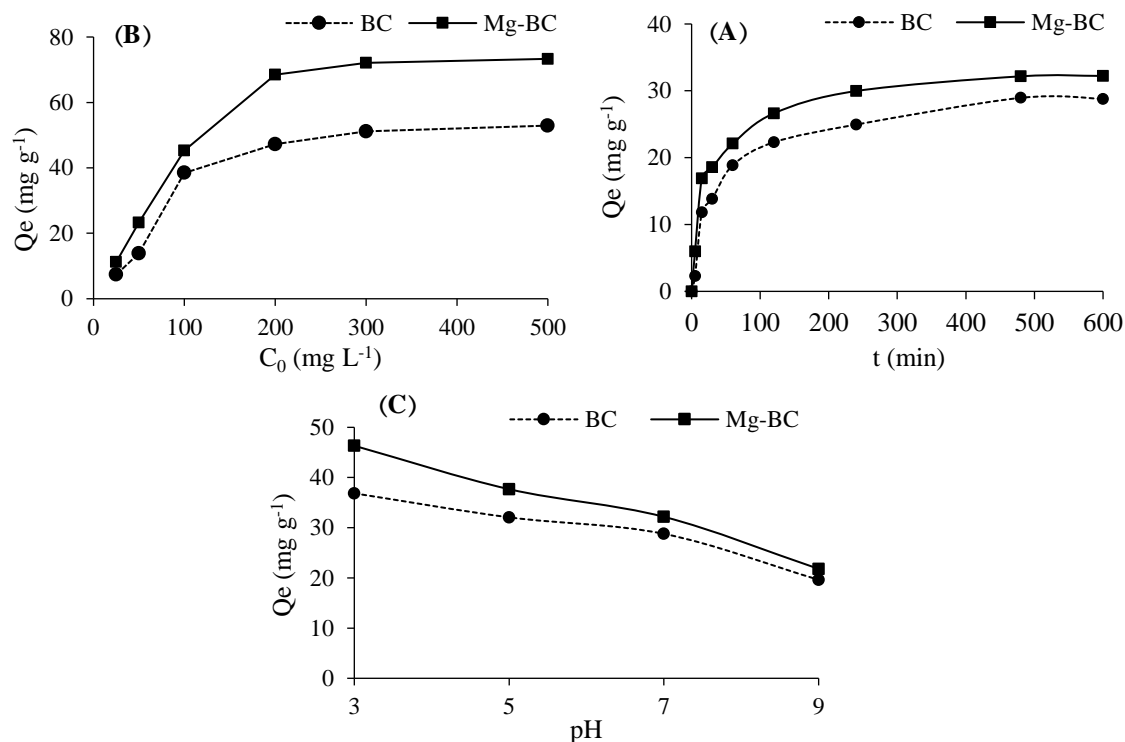 (B)
BC
Mg-BC
Qe (mg g-1)
80
60
40
20
0
0 100 200 300 400 500
C0 (mg L-1)
(A)
BC
Mg-BC
Qe (mg g-1)
40
30
20
10
0
0 100 200 300 400 500 600
t (min)
(C)
BC
Mg-BC
Qe (mg g-1)
50
40
30
20
10
0
3 5 7 9
pH